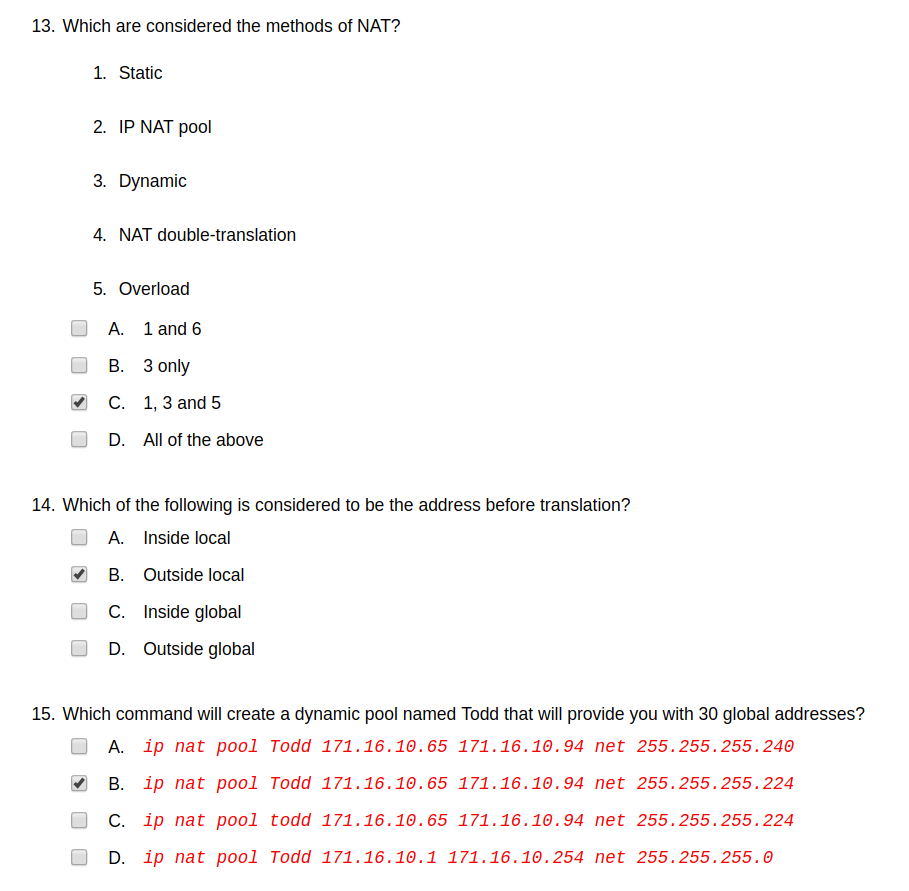 13. Which are considered the methods of NAT?
1. Static
2. IP NAT pool
3. Dynamic
4. NAT double-translation
5. Overload
A. 1 and 6
B. 3 only
C. 1, 3 and 5
D. All of the above
14. Which of the following is considered to be the address before translation?
A. Inside local
B. Outside local
C. Inside global
D. Outside global
15. Which command will create a dynamic pool named Todd that will provide you with 30 global addresses?
A. ip nat pool Todd 171.16.10.65 171.16.10.94 net 255.255.255.240
B. ip nat pool Todd 171.16.10.65 171.16.10.94 net 255.255.255.224
C. ip nat pool todd 171.16.10.65 171.16.10.94 net 255.255.255.224
D. ip nat pool Todd 171.16.10.1 171.16.10.254 net 255.255.255.0